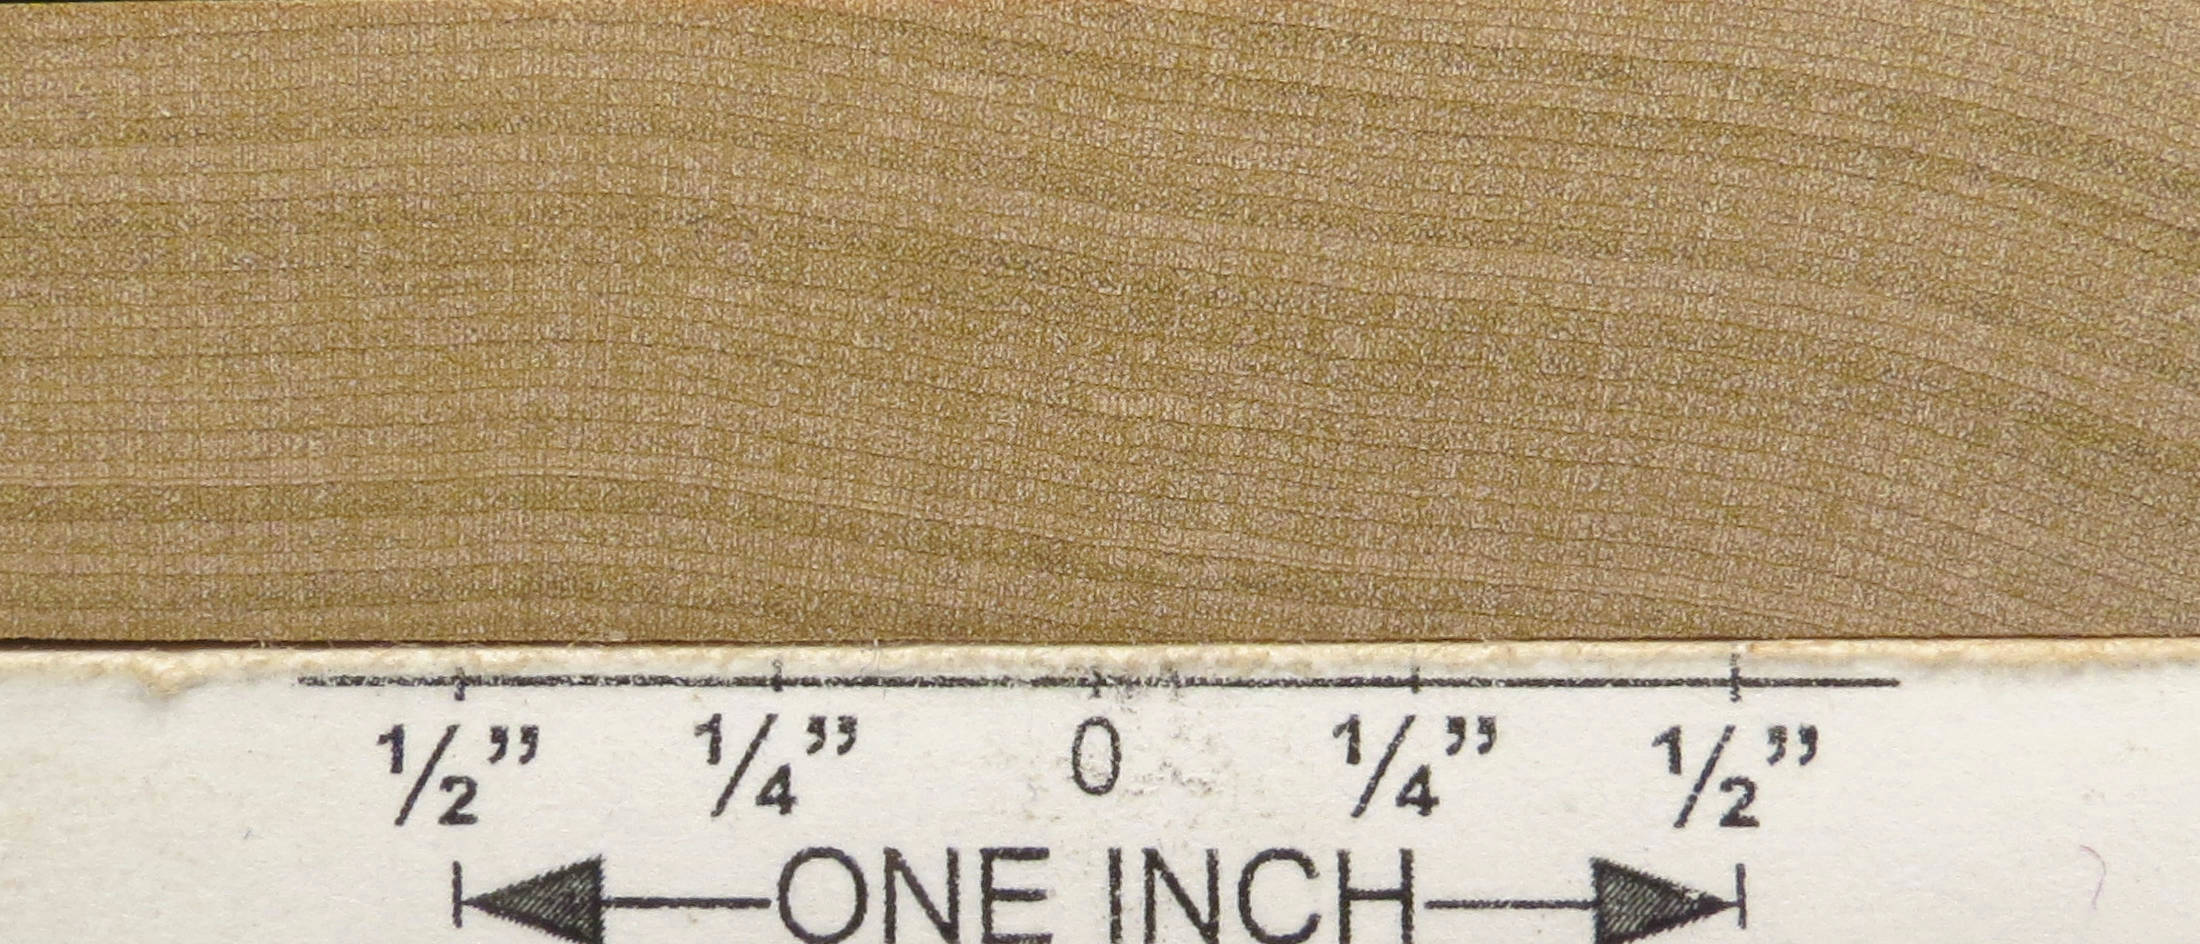 1/2” 1/4” 0 1/4” 1/2”
ONE INCH